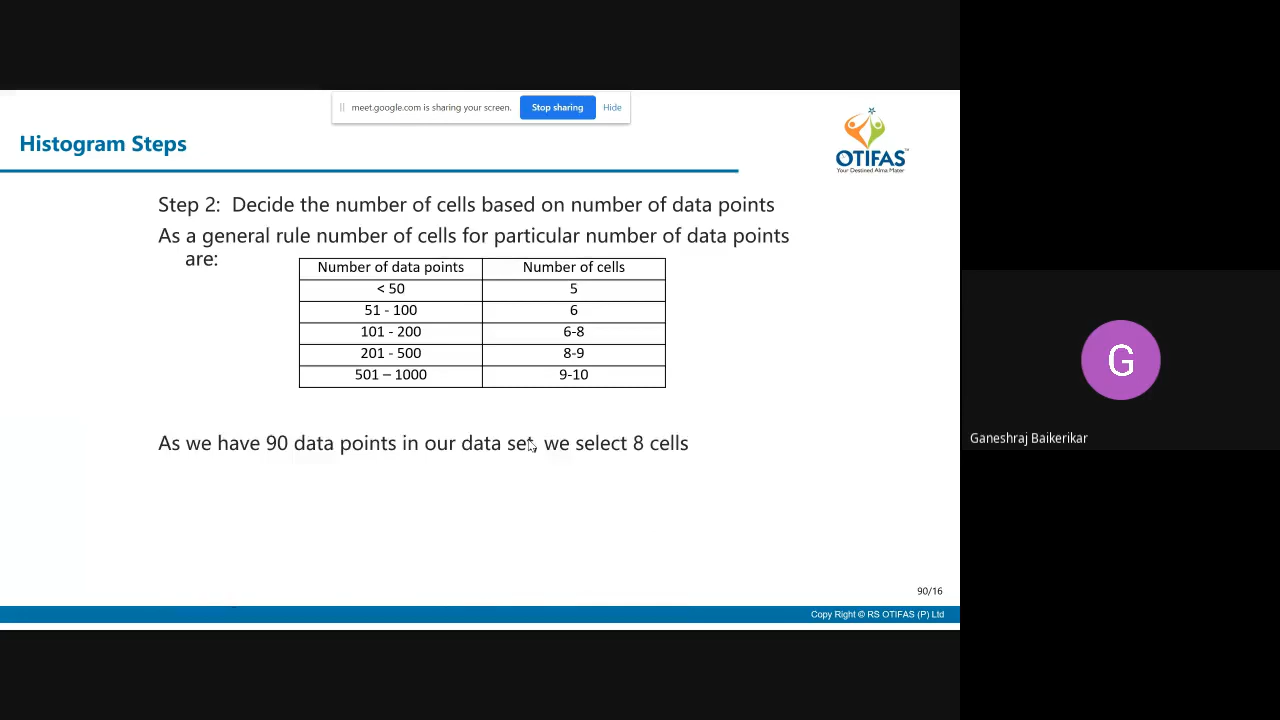 meet.google.com is sharing your screen. Stop sharing Hide
Histogram Steps
OTIFAS™
Your Destined Alma Mater
Step 2: Decide the number of cells based on number of data points
As a general rule number of cells for particular number of data points
are:
Number of data points Number of cells
< 50 5
51 - 100 6
101 - 200 6-8
201 - 500 8-9
501 – 1000 9-10
As we have 90 data points in our data set, we select 8 cells
90/16
Copy Right © RS OTIFAS (P) Ltd
G
Ganeshraj Baikerikar